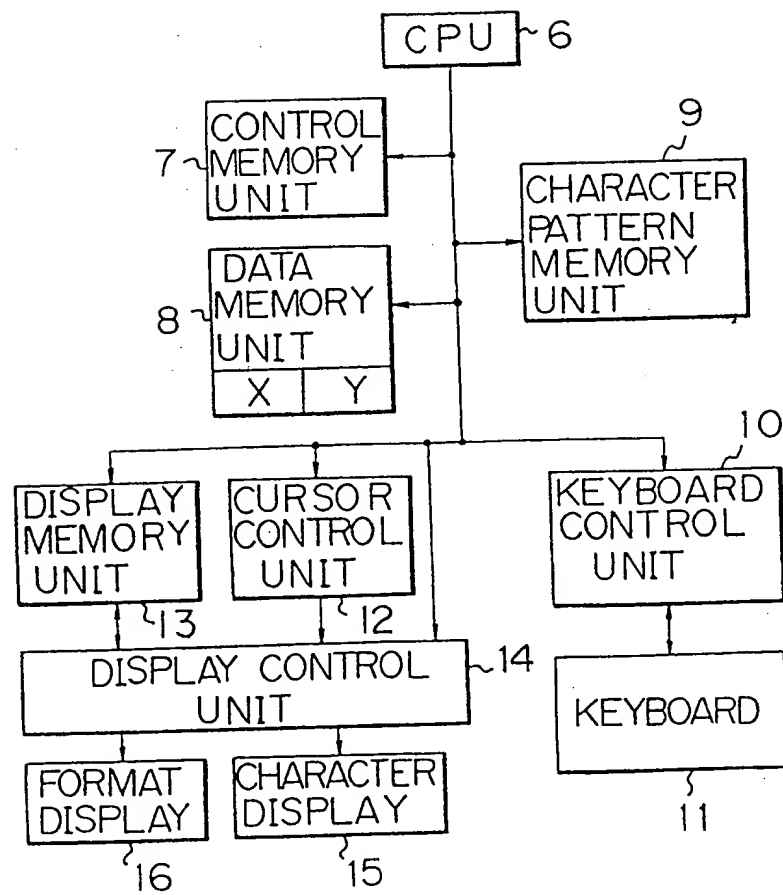 CPU
6
CONTROL
MEMORY
UNIT
7
9
CHARACTER
PATTERN
MEMORY
UNIT
DATA
MEMORY
UNIT
X Y
8
10
DISPLAY
MEMORY
UNIT
13
CURSOR
CONTROL
UNIT
12
KEYBOARD
CONTROL
UNIT
DISPLAY CONTROL
UNIT
14
KEYBOARD
11
FORMAT
DISPLAY
16
CHARACTER
DISPLAY
15